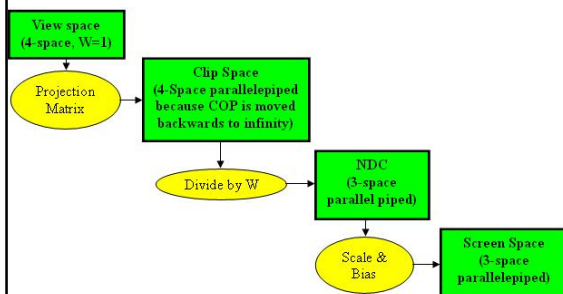 View space
(4-space, W=1)
Projection
Matrix
Clip Space
(4-Space parallelepiped
because COP is moved
backwards to infinity)
Divide by W
NDC
(3-space
parallel piped)
Scale &
Bias
Screen Space
(3-space
parallelepiped)